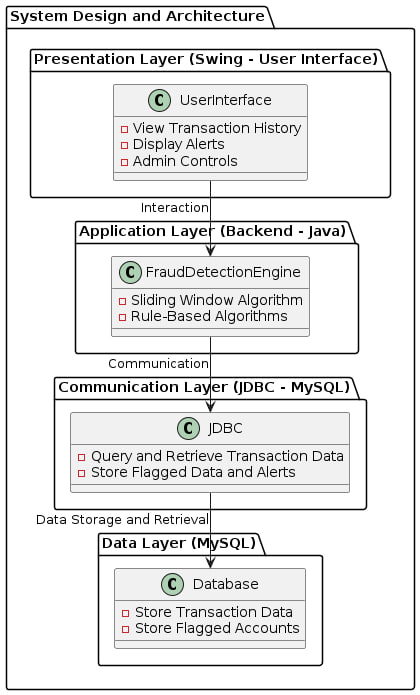 System Design and Architecture
Presentation Layer (Swing - User Interface)
C UserInterface
View Transaction History
Display Alerts
Admin Controls
Interaction
Application Layer (Backend - Java)
C FraudDetectionEngine
Sliding Window Algorithm
Rule-Based Algorithms
Communication
Communication Layer (JDBC - MySQL)
C JDBC
Query and Retrieve Transaction Data
Store Flagged Data and Alerts
Data Storage and Retrieval
Data Layer (MySQL)
C Database
Store Transaction Data
Store Flagged Accounts